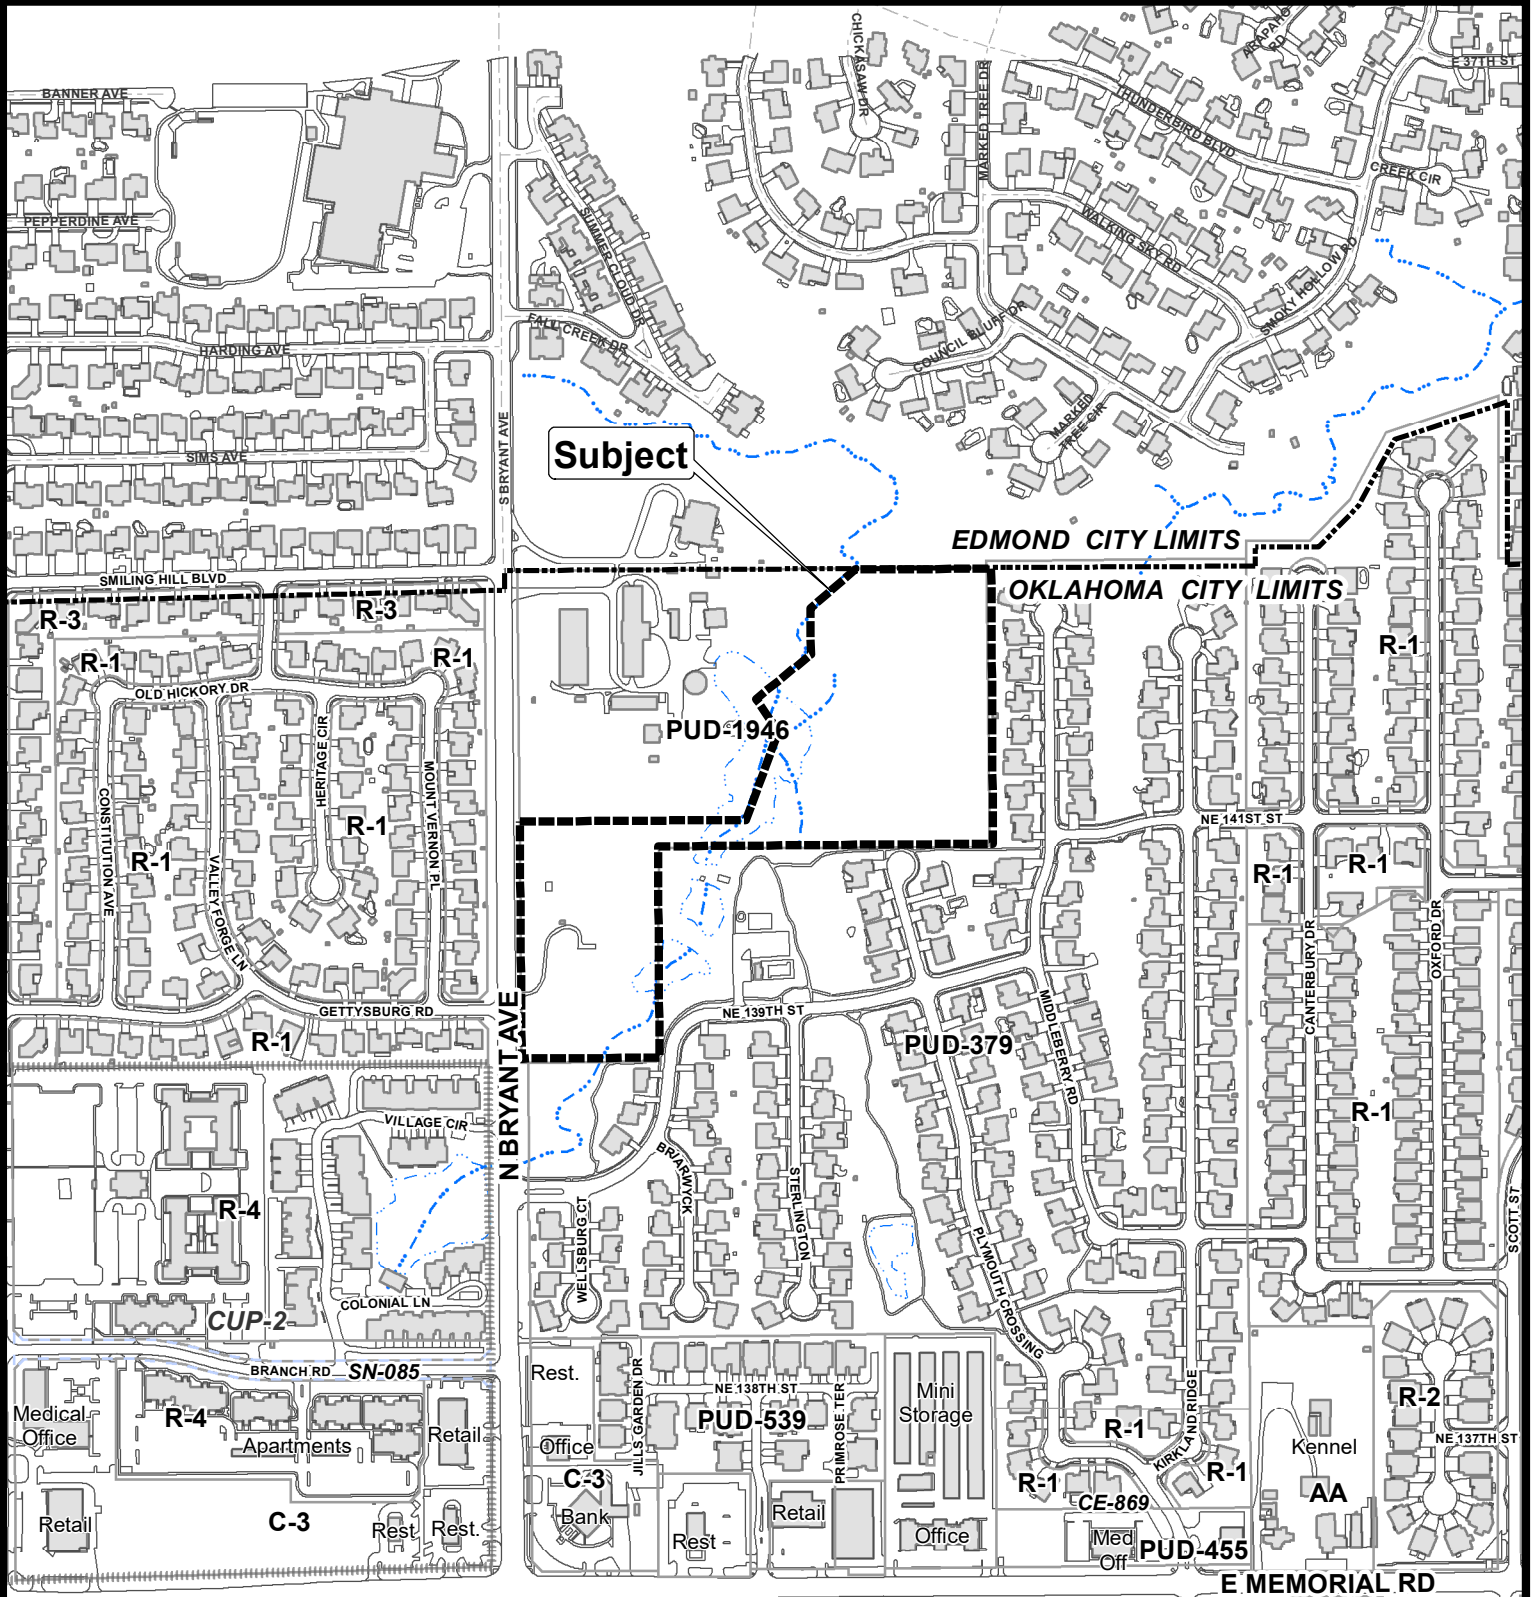 CHICKASAW DR
ARAPAHO
RD
E 37TH ST
BANNER AVE
MARKED TREE DR
THUNDERBIRD BLVD
CREEK CIR
PEPPERDINE AVE
SUMMER CLOUD DR
WALKING SKY RD
SMOKY HOLLOW RD
FALL CREEK DR
HARDING AVE
COUNCIL BLUFF DR
MARKED
TREE CIR
S BRYANT AVE
SIMS AVE
Subject
EDMOND CITY LIMITS
OKLAHOMA CITY LIMITS
SMILING HILL BLVD
R-3
R-3
R-1
R-1
R-1
OLD HICKORY DR
HERITAGE CIR
PUD-1946
MOUNT VERNON PL
CONSTITUTION AVE
R-1
R-1
VALLEY FORGE LN
NE 141ST ST
R-1
R-1
CANTERBURY DR
OXFORD DR
GETTYSBURG RD
N BRYANT AVE
NE 139TH ST
MIDDLEBERRY RD
R-1
PUD-379
R-1
VILLAGE CIR
BRIARWYCK
STERLINGTON
R-4
WELLSBURG CT
PLYMOUTH CROSSING
SCOTT ST
COLONIAL LN
CUP-2
BRANCH RD
SN-085
Rest.
JILLS GARDEN DR
NE 138TH ST
PRIMROSE TER
Mini
Storage
KIRKLAND RIDGE
R-2
Medical
Office
R-4
Apartments
Retail
Office
PUD-539
R-1
Kennel
NE 137TH ST
C-3
Bank
R-1
R-1
CE-869
AA
Retail
C-3
Rest
Rest.
Rest
Retail
Office
Med
Off
PUD-455
E MEMORIAL RD